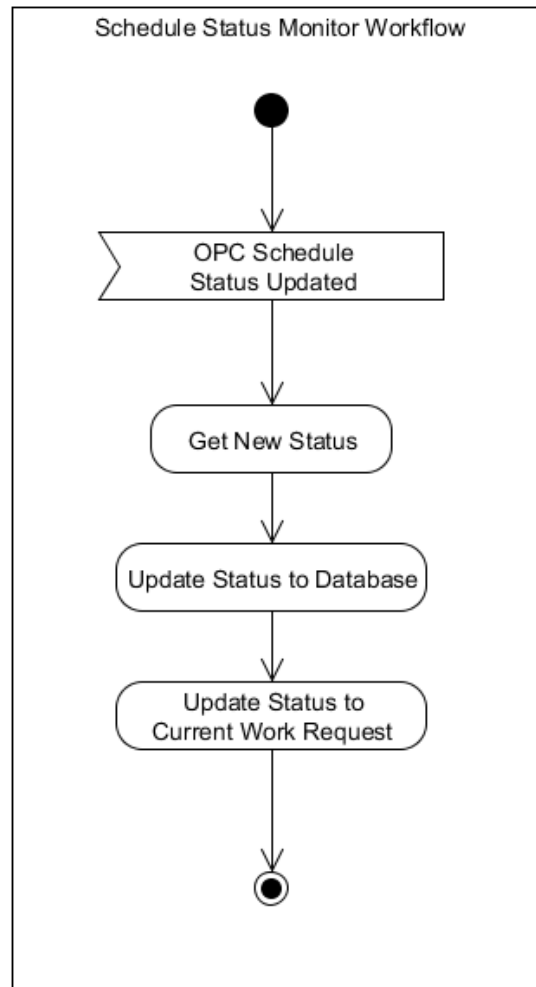 Schedule Status Monitor Workflow
OPC Schedule
Status Updated
Get New Status
Update Status to Database
Update Status to
Current Work Request